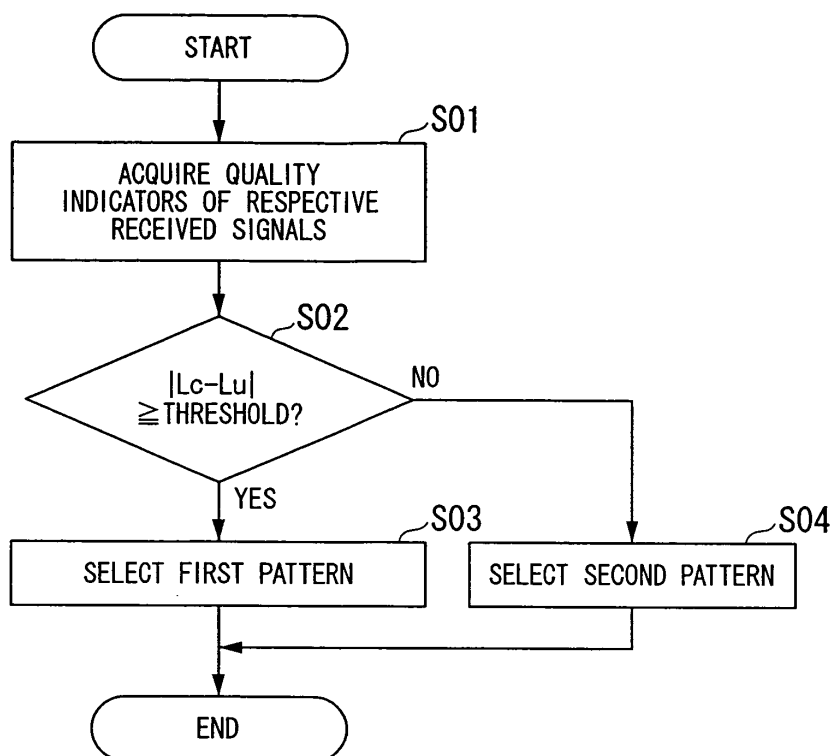 START
S01
ACQUIRE QUALITY
INDICATORS OF RESPECTIVE
RECEIVED SIGNALS
S02
|Lc-Lu|
≧THRESHOLD?
NO
YES
S03
SELECT FIRST PATTERN
S04
SELECT SECOND PATTERN
END